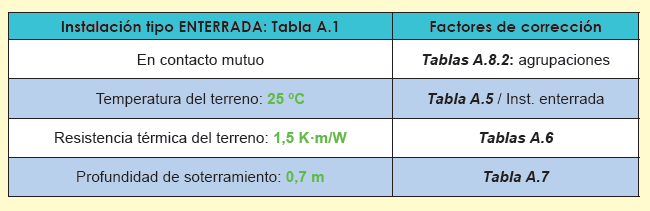 Instalación tipo ENTERRADA: Tabla A.1 Factores de corrección
En contacto mutuo Tablas A.8.2: agrupaciones
Temperatura del terreno: 25 ºC Tabla A.5 / Inst. enterrada
Resistencia térmica del terreno: 1,5 K·m/W Tablas A.6
Profundidad de soterramiento: 0,7 m Tabla A.7